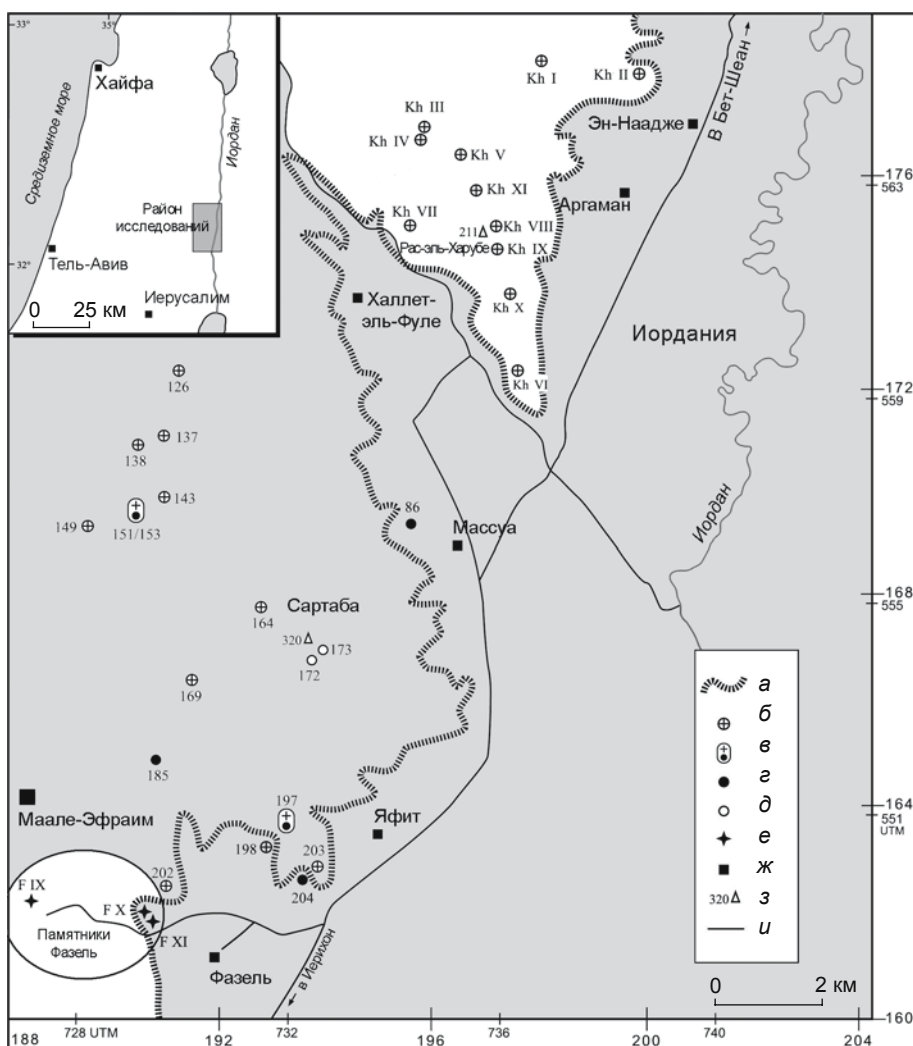 33°
35°
Хайфа
Средиземное море
Иордан
Район
исследований
32°
Тель-Авив
Иерусалим
0 25 км
Kh I
Kh II
В Бет-Шеан
Kh III
Эн-Наадже
Kh IV
Kh V
176
563
Kh XI
Аргаман
Kh VII
211
Kh VIII
Рас-эль-Харубе
Kh IX
Халлет-
эль-Фуле
Kh X
Иордания
Kh VI
172
559
126
137
138
143
149
151/153
86
Массуа
Иордан
168
555
164
Сартаба
320
173
172
169
а
б
в
г
д
е
ж
320 з
и
185
197
Маале-Эфраим
Яфит
164
551
UTM
198
203
202
204
F IX
F X
F XI
Памятники
Фазель
Фазель
в Иерихон
0 2 км
160
188
728 UTM
192
732
196
736
200
740
204